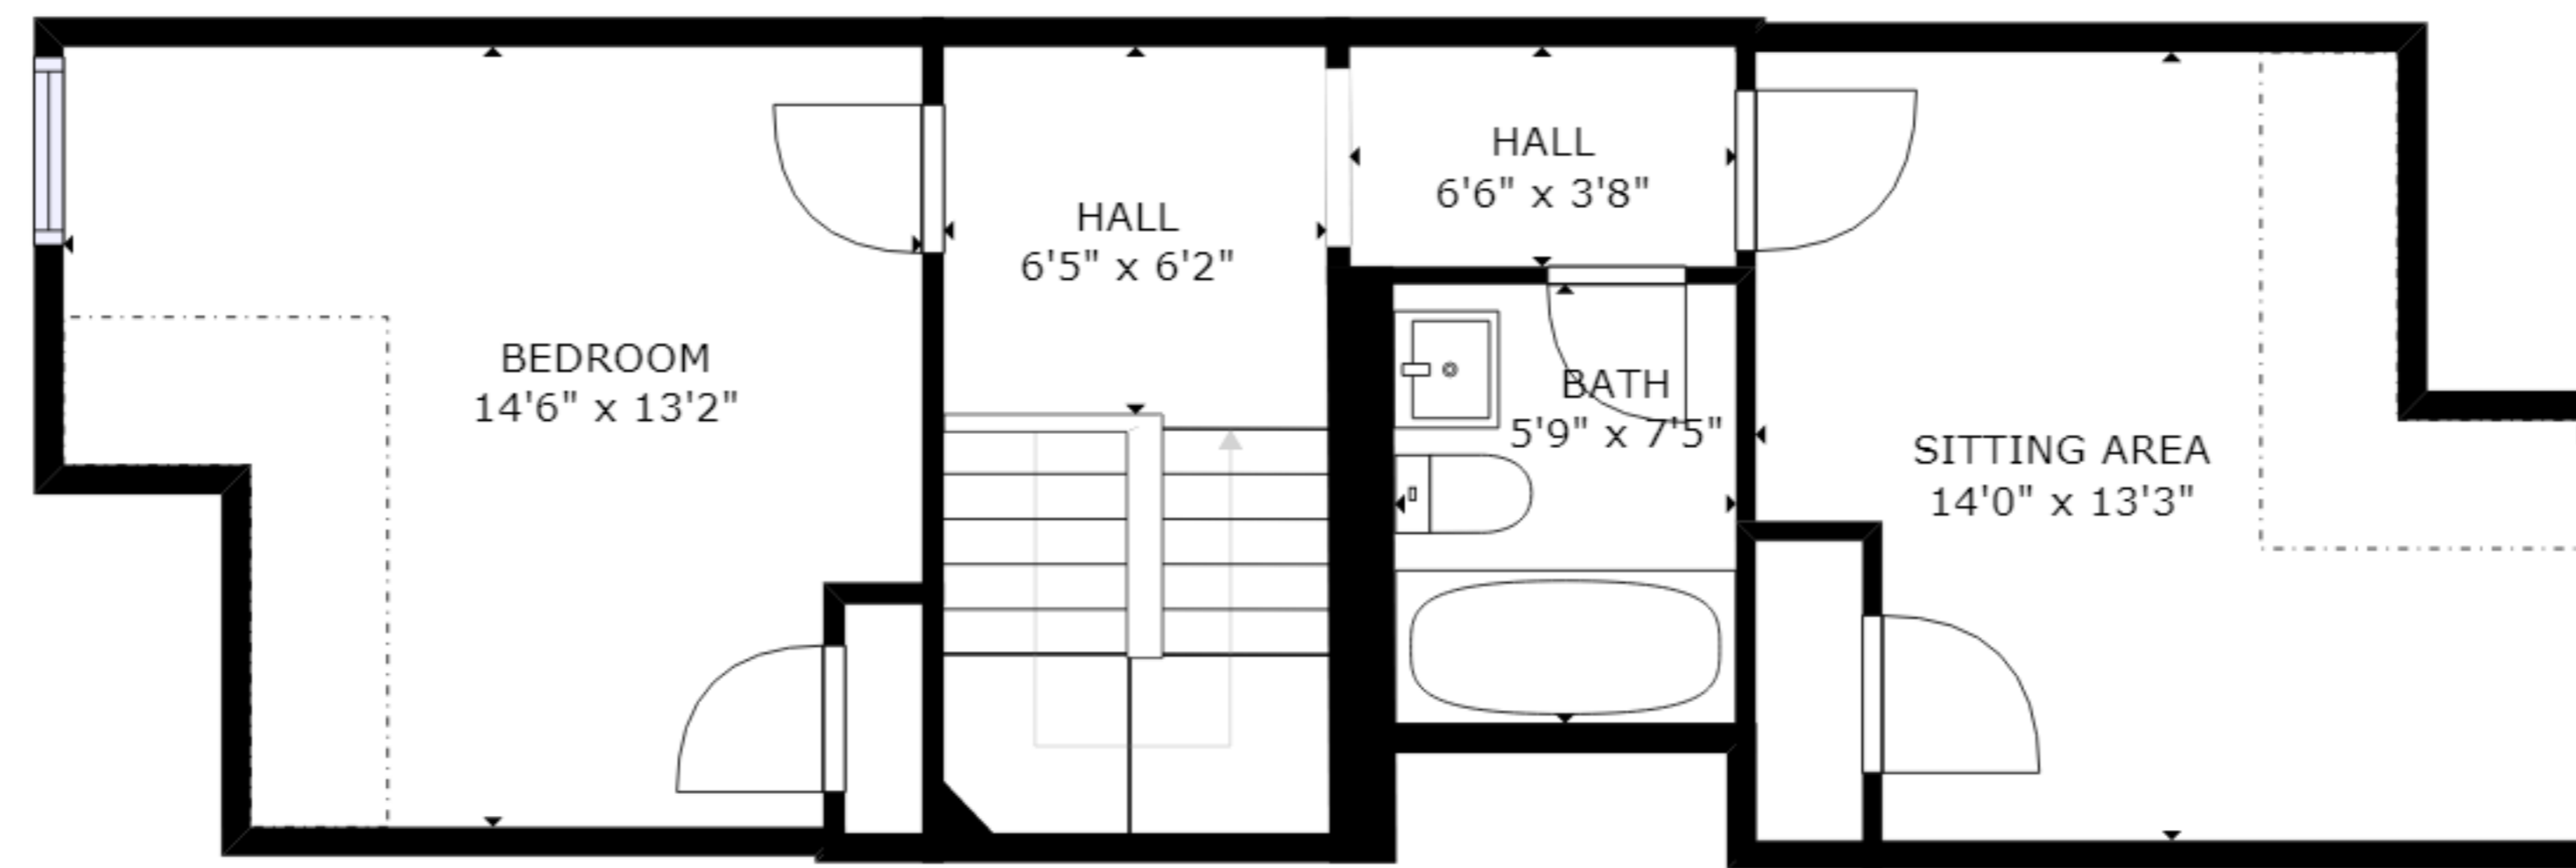 BEDROOM
14'6" x 13'2"
HALL
6'5" x 6'2"
HALL
6'6" x 3'8"
BATH
5'9" x 7'5"
SITTING AREA
14'0" x 13'3"